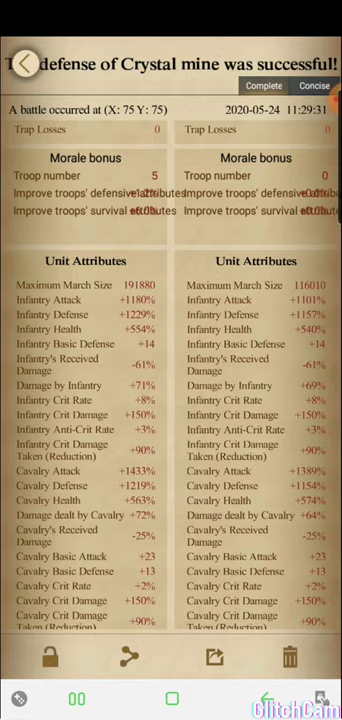 defense of Crystal mine was successful!
Complete Concise
A battle occurred at (X: 75 Y: 75) 2020-05-24 11:29:31
Trap Losses 0 Trap Losses 0
Morale bonus Morale bonus
Troop number 5 Troop number 0
Improve troops' defensive attributes Improve troops' defensive attributes
Improve troops' survival attributes Improve troops' survival attributes
Unit Attributes Unit Attributes
Maximum March Size 191880 Maximum March Size 116010
Infantry Attack +1180% Infantry Attack +1101%
Infantry Defense +1229% Infantry Defense +1157%
Infantry Health +554% Infantry Health +540%
Infantry Basic Defense +14 Infantry Basic Defense +14
Infantry's Received Damage -61% Infantry's Received Damage -61%
Damage by Infantry +71% Damage by Infantry +69%
Infantry Crit Rate +8% Infantry Crit Rate +8%
Infantry Crit Damage +150% Infantry Crit Damage +150%
Infantry Anti-Crit Rate +3% Infantry Anti-Crit Rate +3%
Infantry Crit Damage Taken (Reduction) +90% Infantry Crit Damage Taken (Reduction) +90%
Cavalry Attack +1433% Cavalry Attack +1389%
Cavalry Defense +1219% Cavalry Defense +1154%
Cavalry Health +563% Cavalry Health +574%
Damage dealt by Cavalry +72% Damage dealt by Cavalry +64%
Cavalry's Received Damage -25% Cavalry's Received Damage -25%
Cavalry Basic Attack +23 Cavalry Basic Attack +23
Cavalry Basic Defense +13 Cavalry Basic Defense +13
Cavalry Crit Rate +2% Cavalry Crit Rate +2%
Cavalry Crit Damage +150% Cavalry Crit Damage +150%
Cavalry Crit Damage Taken (Reduction) +90% Cavalry Crit Damage Taken (Reduction) +90%
GlitchCam